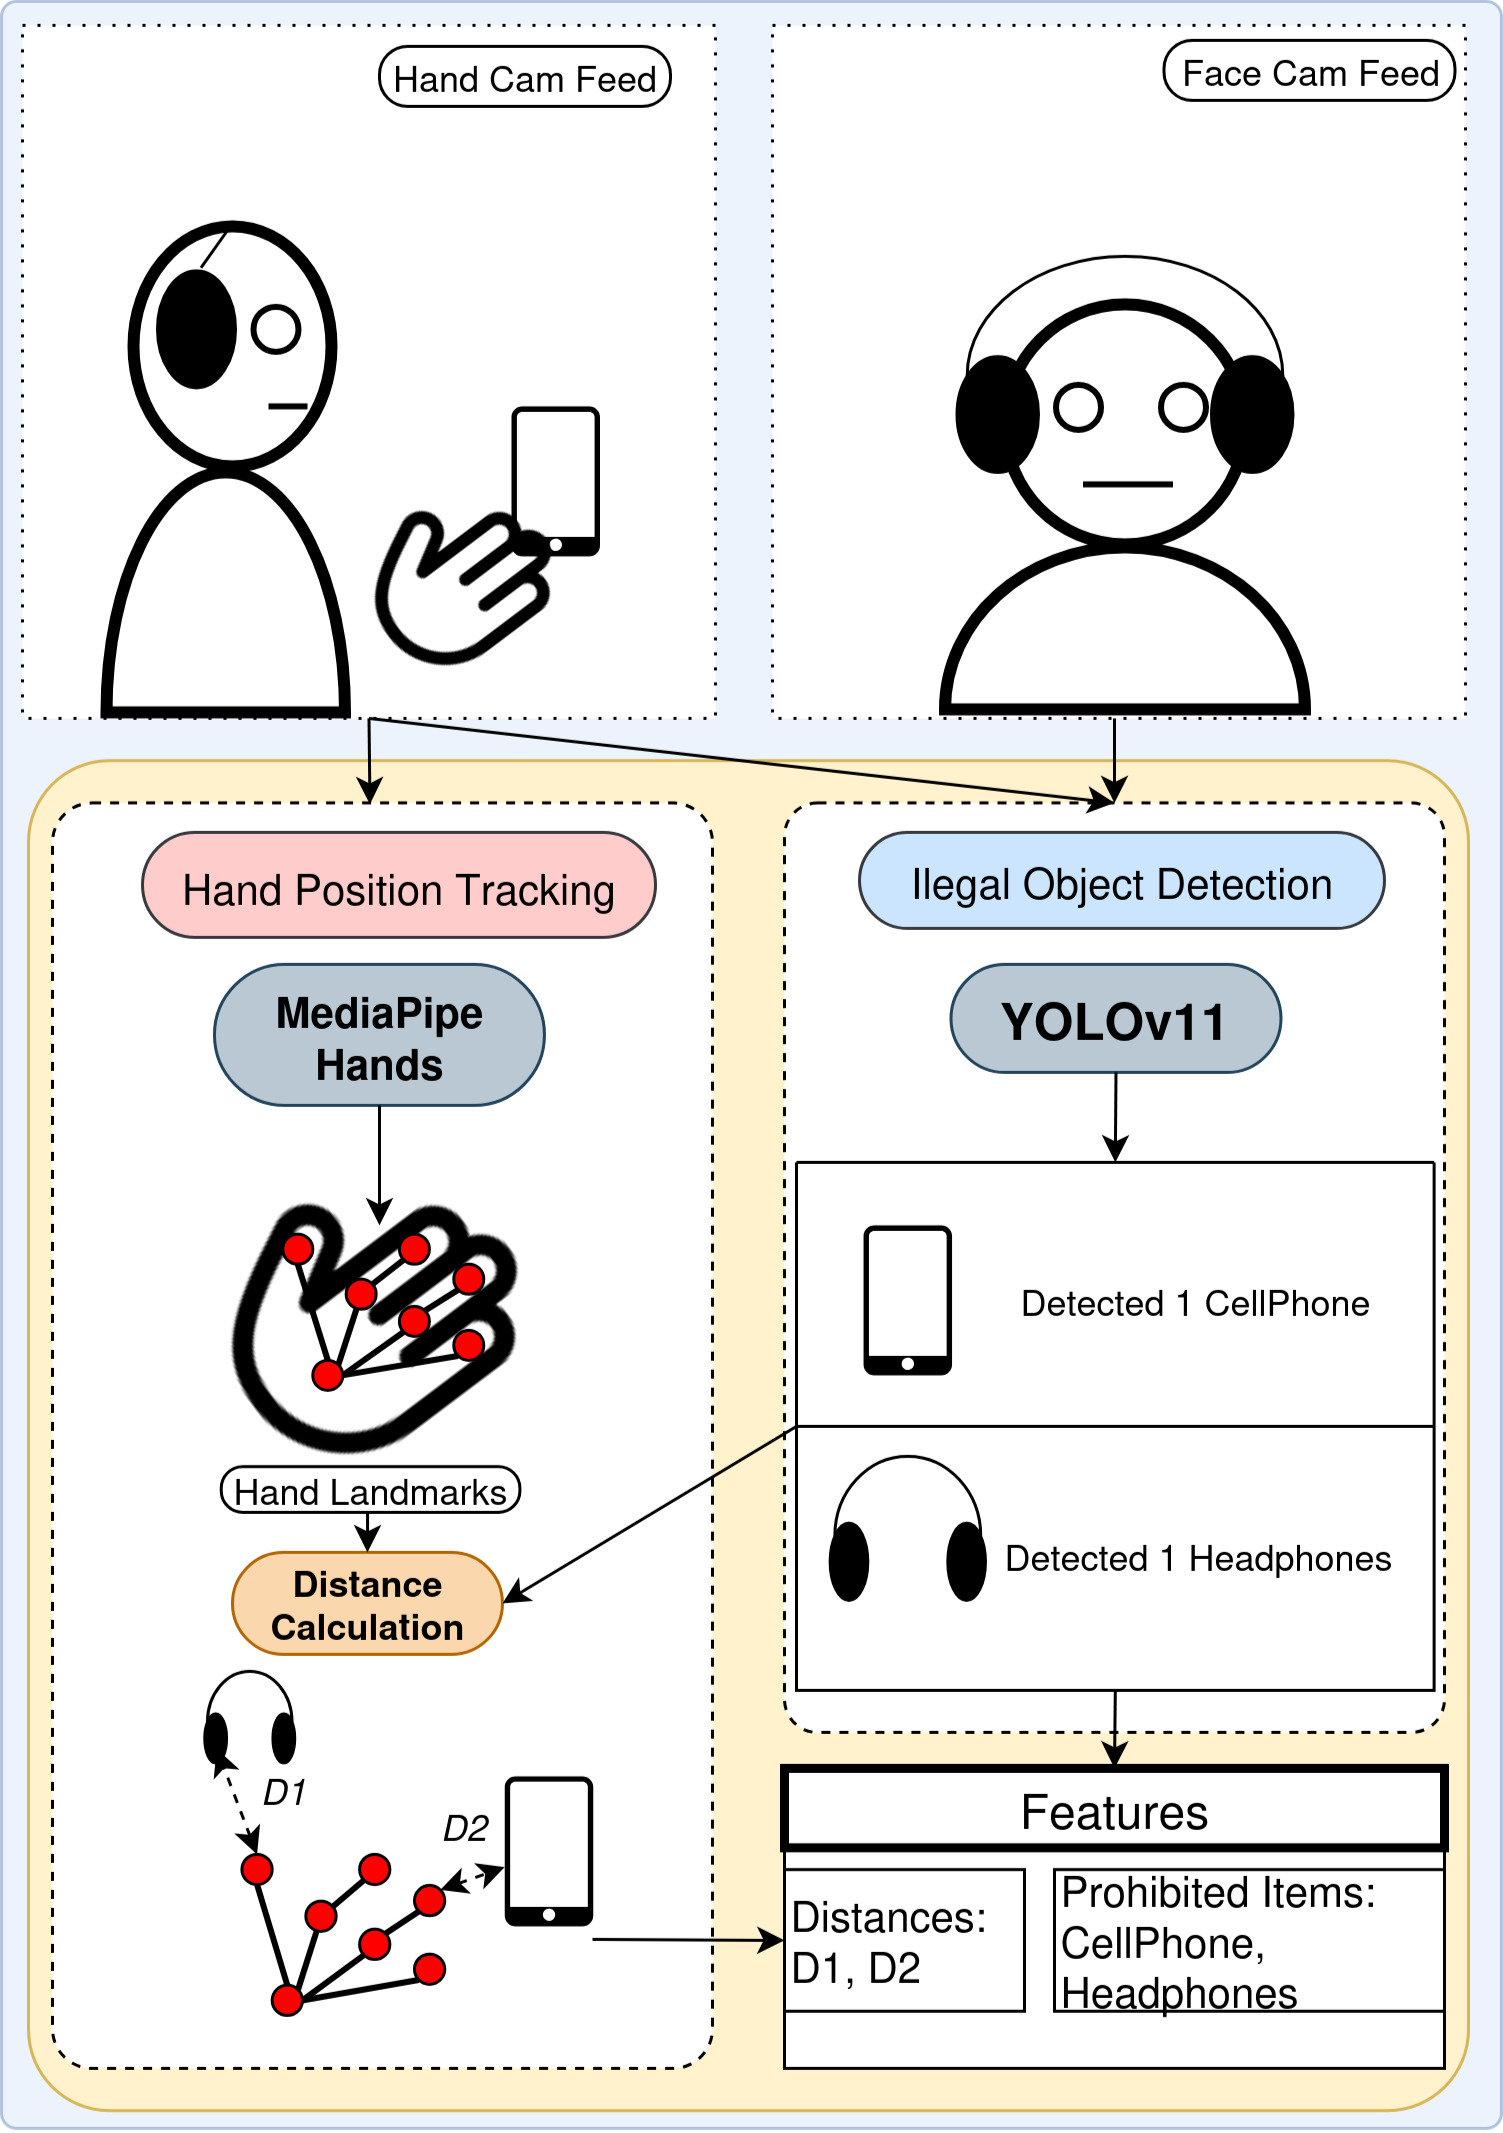 Hand Cam Feed
Face Cam Feed
Hand Position Tracking
MediaPipe
Hands
Hand Landmarks
Distance
Calculation
D1
D2
Ilegal Object Detection
YOLOv11
Detected 1 CellPhone
Detected 1 Headphones
Features
Distances:
D1, D2
Prohibited Items:
CellPhone,
Headphones